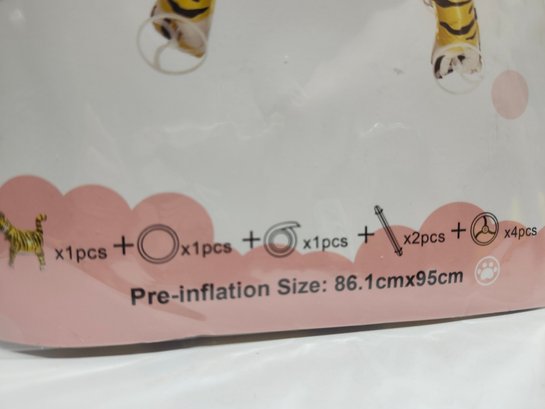 x1pcs + x1pcs + x1pcs + x2pcs + x4pcs
Pre-inflation Size: 86.1cmx95cm